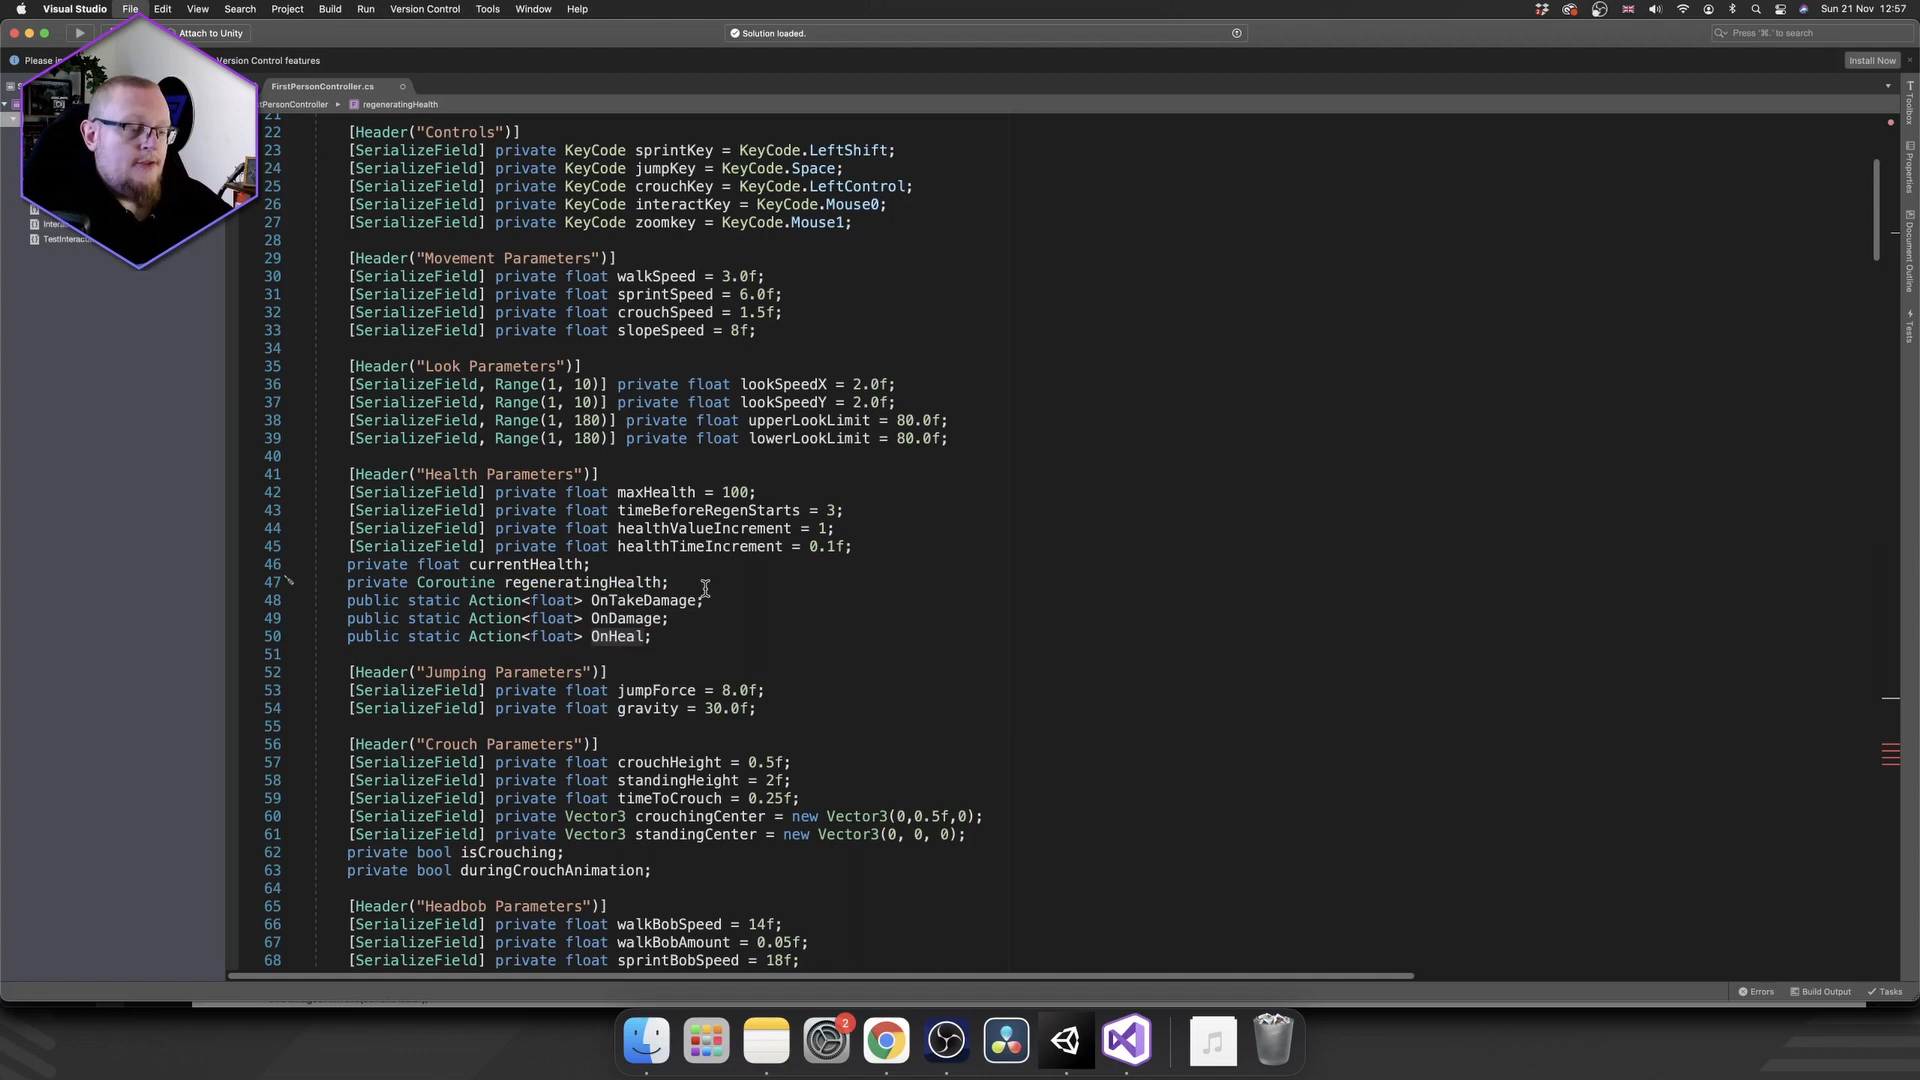 Visual Studio File Edit View Search Project Build Run Version Control Tools Window Help Sun 21 Nov 12:57
Attach to Unity Solution loaded. Press '⌘.' to search
Please in Version Control features Install Now
FirstPersonController.cs
rstPersonController ▸ regeneratingHealth
21
22 [Header("Controls")]
23 [SerializeField] private KeyCode sprintKey = KeyCode.LeftShift;
24 [SerializeField] private KeyCode jumpKey = KeyCode.Space;
25 [SerializeField] private KeyCode crouchKey = KeyCode.LeftControl;
26 [SerializeField] private KeyCode interactKey = KeyCode.Mouse0;
27 [SerializeField] private KeyCode zoomkey = KeyCode.Mouse1;
28
29 [Header("Movement Parameters")]
30 [SerializeField] private float walkSpeed = 3.0f;
31 [SerializeField] private float sprintSpeed = 6.0f;
32 [SerializeField] private float crouchSpeed = 1.5f;
33 [SerializeField] private float slopeSpeed = 8f;
34
35 [Header("Look Parameters")]
36 [SerializeField, Range(1, 10)] private float lookSpeedX = 2.0f;
37 [SerializeField, Range(1, 10)] private float lookSpeedY = 2.0f;
38 [SerializeField, Range(1, 180)] private float upperLookLimit = 80.0f;
39 [SerializeField, Range(1, 180)] private float lowerLookLimit = 80.0f;
40
41 [Header("Health Parameters")]
42 [SerializeField] private float maxHealth = 100;
43 [SerializeField] private float timeBeforeRegenStarts = 3;
44 [SerializeField] private float healthValueIncrement = 1;
45 [SerializeField] private float healthTimeIncrement = 0.1f;
46 private float currentHealth;
47 private Coroutine regeneratingHealth;
48 public static Action<float> OnTakeDamage;
49 public static Action<float> OnDamage;
50 public static Action<float> OnHeal;
51
52 [Header("Jumping Parameters")]
53 [SerializeField] private float jumpForce = 8.0f;
54 [SerializeField] private float gravity = 30.0f;
55
56 [Header("Crouch Parameters")]
57 [SerializeField] private float crouchHeight = 0.5f;
58 [SerializeField] private float standingHeight = 2f;
59 [SerializeField] private float timeToCrouch = 0.25f;
60 [SerializeField] private Vector3 crouchingCenter = new Vector3(0,0.5f,0);
61 [SerializeField] private Vector3 standingCenter = new Vector3(0, 0, 0);
62 private bool isCrouching;
63 private bool duringCrouchAnimation;
64
65 [Header("Headbob Parameters")]
66 [SerializeField] private float walkBobSpeed = 14f;
67 [SerializeField] private float walkBobAmount = 0.05f;
68 [SerializeField] private float sprintBobSpeed = 18f;
Intera
TestInteractu
Toolbox
Properties
Document Outline
Tests
Errors Build Output Tasks
2